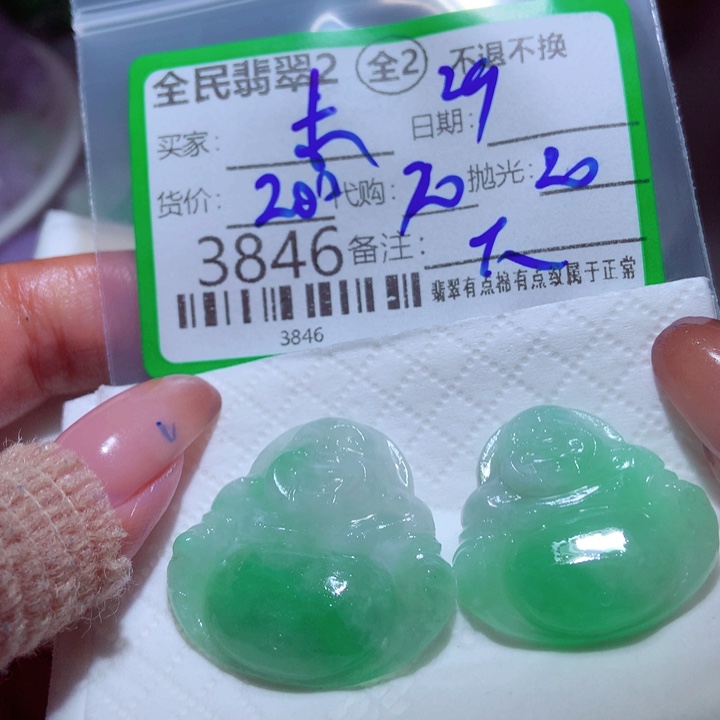 全民翡翠2 全2 不退不换
买家: 日期: 29
货价: 200 代购: 20 抛光: 20
3846 备注:
翡翠有点棉有点纹属于正常
3846